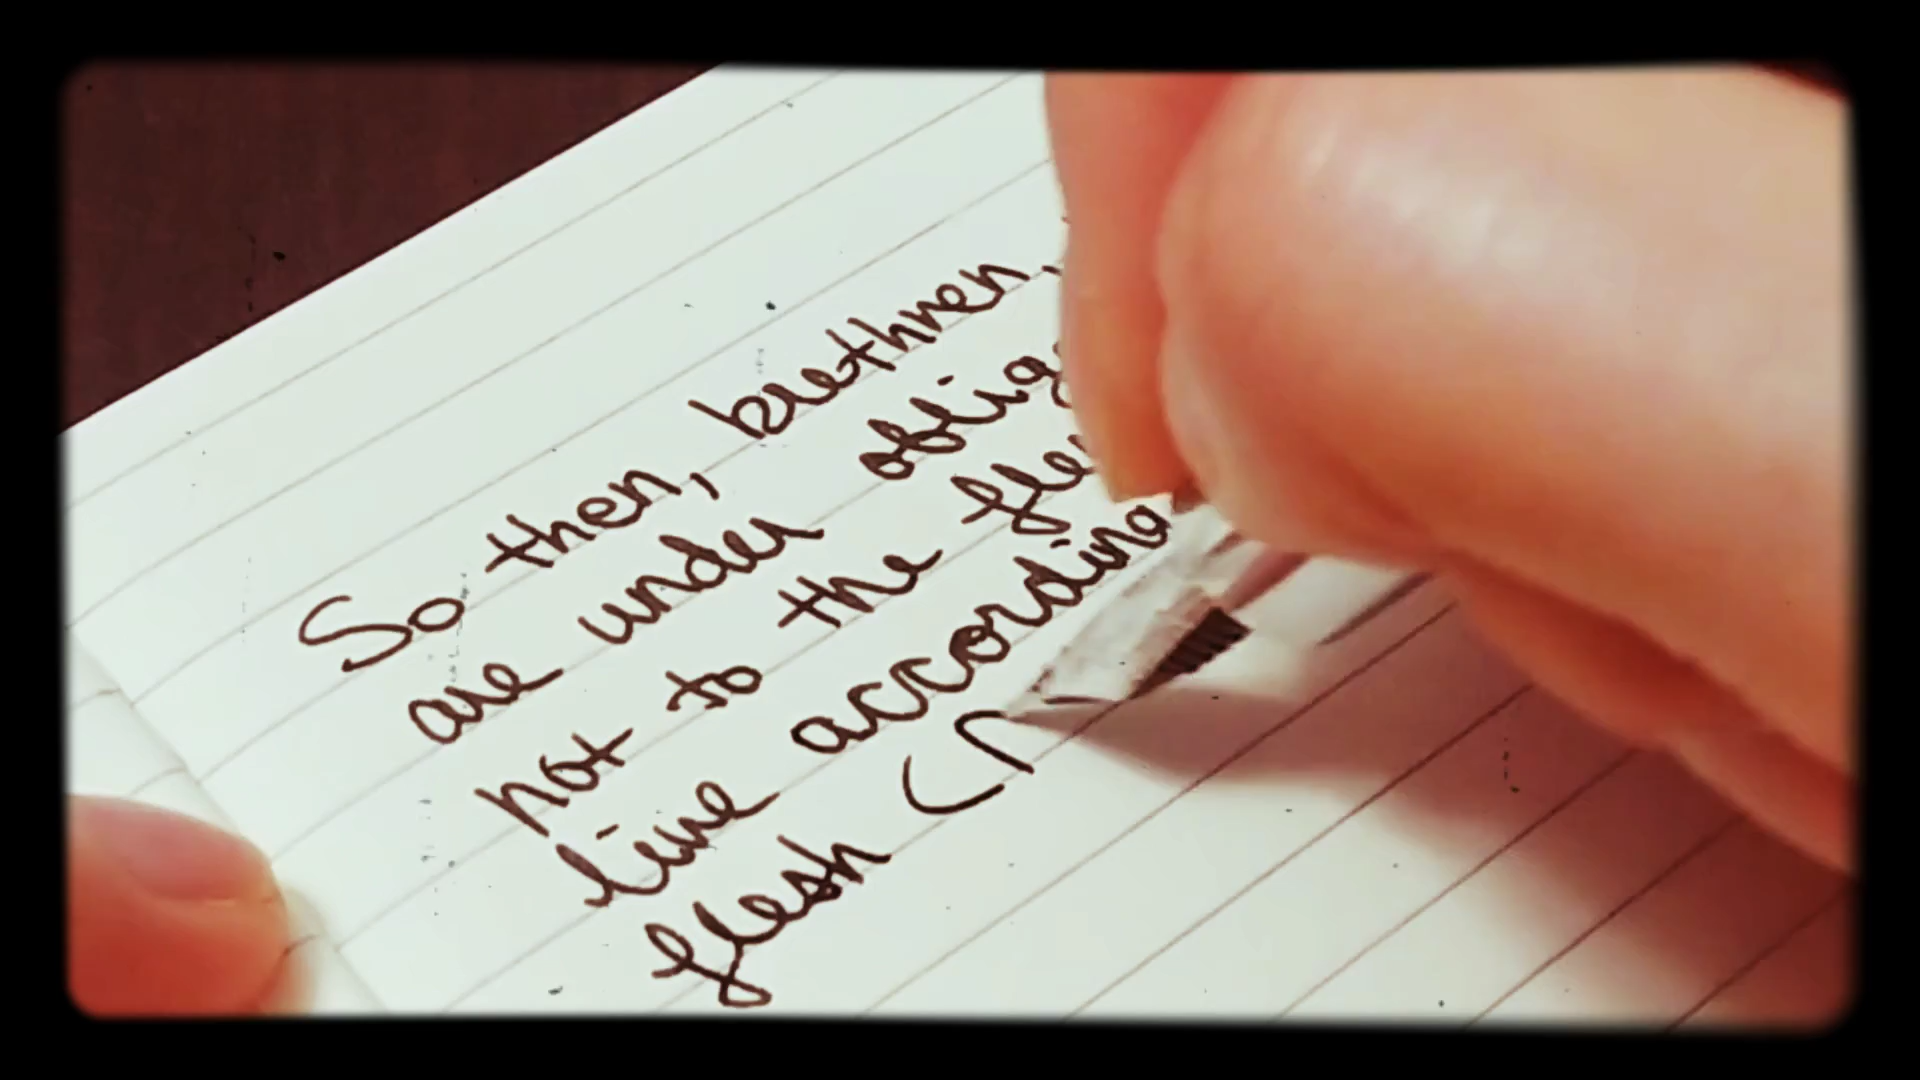 So then, brethren,
are under
not to the
live according
flesh